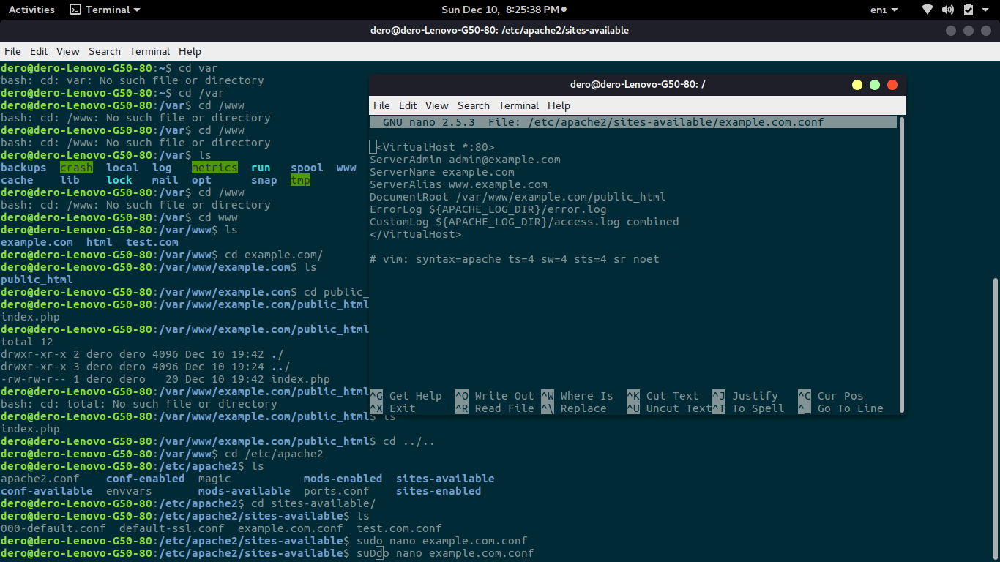 Activities Terminal Sun Dec 10, 8:25:38 PM en₁
dero@dero-Lenovo-G50-80: /etc/apache2/sites-available
File Edit View Search Terminal Help
dero@dero-Lenovo-G50-80:~$ cd var
bash: cd: var: No such file or directory
dero@dero-Lenovo-G50-80:~$ cd /var
dero@dero-Lenovo-G50-80:/var$ cd /www
bash: cd: /www: No such file or directory
dero@dero-Lenovo-G50-80:/var$ cd /www
bash: cd: /www: No such file or directory
dero@dero-Lenovo-G50-80:/var$ ls
backups crash local log metrics run spool www
cache lib lock mail opt snap tmp
dero@dero-Lenovo-G50-80:/var$ cd /www
bash: cd: /www: No such file or directory
dero@dero-Lenovo-G50-80:/var$ cd www
dero@dero-Lenovo-G50-80:/var/www$ ls
example.com html test.com
dero@dero-Lenovo-G50-80:/var/www$ cd example.com/
dero@dero-Lenovo-G50-80:/var/www/example.com$ ls
public_html
dero@dero-Lenovo-G50-80:/var/www/example.com$ cd public_
dero@dero-Lenovo-G50-80:/var/www/example.com/public_html
index.php
dero@dero-Lenovo-G50-80:/var/www/example.com/public_html
total 12
drwxr-xr-x 2 dero dero 4096 Dec 10 19:42 ./
drwxr-xr-x 3 dero dero 4096 Dec 10 19:24 ../
-rw-rw-r-- 1 dero dero 20 Dec 10 19:42 index.php
dero@dero-Lenovo-G50-80:/var/www/example.com/public_html
bash: cd: total: No such file or directory
dero@dero-Lenovo-G50-80:/var/www/example.com/public_html$ ls
index.php
dero@dero-Lenovo-G50-80:/var/www/example.com/public_html$ cd ../..
dero@dero-Lenovo-G50-80:/var/www$ cd /etc/apache2
dero@dero-Lenovo-G50-80:/etc/apache2$ ls
apache2.conf conf-enabled magic mods-enabled sites-available
conf-available envvars mods-available ports.conf sites-enabled
dero@dero-Lenovo-G50-80:/etc/apache2$ cd sites-available/
dero@dero-Lenovo-G50-80:/etc/apache2/sites-available$ ls
000-default.conf default-ssl.conf example.com.conf test.com.conf
dero@dero-Lenovo-G50-80:/etc/apache2/sites-available$ sudo nano example.com.conf
dero@dero-Lenovo-G50-80:/etc/apache2/sites-available$ suDdo nano example.com.conf
dero@dero-Lenovo-G50-80: /
File Edit View Search Terminal Help
GNU nano 2.5.3 File: /etc/apache2/sites-available/example.com.conf
<VirtualHost *:80>
ServerAdmin admin@example.com
ServerName example.com
ServerAlias www.example.com
DocumentRoot /var/www/example.com/public_html
ErrorLog ${APACHE_LOG_DIR}/error.log
CustomLog ${APACHE_LOG_DIR}/access.log combined
</VirtualHost>
# vim: syntax=apache ts=4 sw=4 sts=4 sr noet
^G Get Help ^O Write Out ^W Where Is ^K Cut Text ^J Justify ^C Cur Pos
^X Exit ^R Read File ^\ Replace ^U Uncut Text ^T To Spell ^_ Go To Line